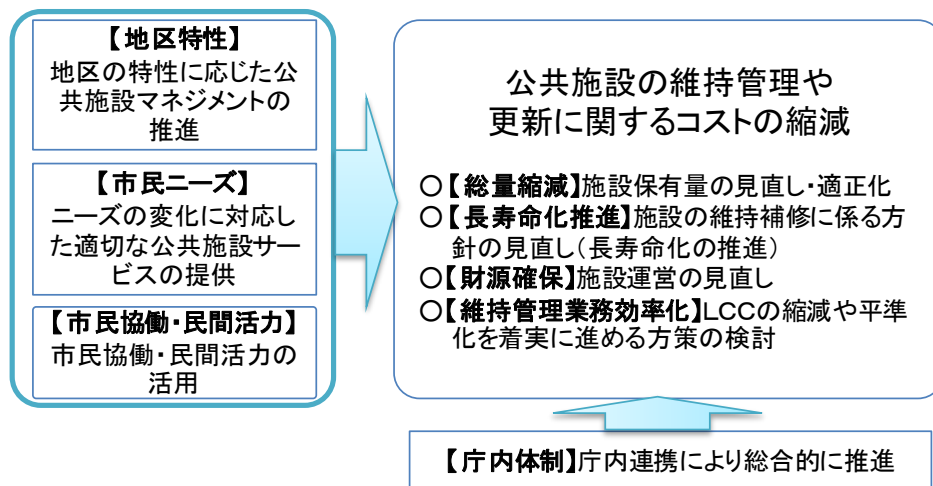 【地区特性】
地区の特性に応じた公
共施設マネジメントの
推進
【市民ニーズ】
ニーズの変化に対応し
た適切な公共施設サー
ビスの提供
【市民協働・民間活力】
市民協働・民間活力の
活用
公共施設の維持管理や
更新に関するコストの縮減
○【総量縮減】施設保有量の見直し・適正化
○【長寿命化推進】施設の維持補修に係る方
針の見直し(長寿命化の推進)
○【財源確保】施設運営の見直し
○【維持管理業務効率化】LCCの縮減や平準
化を着実に進める方策の検討
【庁内体制】庁内連携により総合的に推進